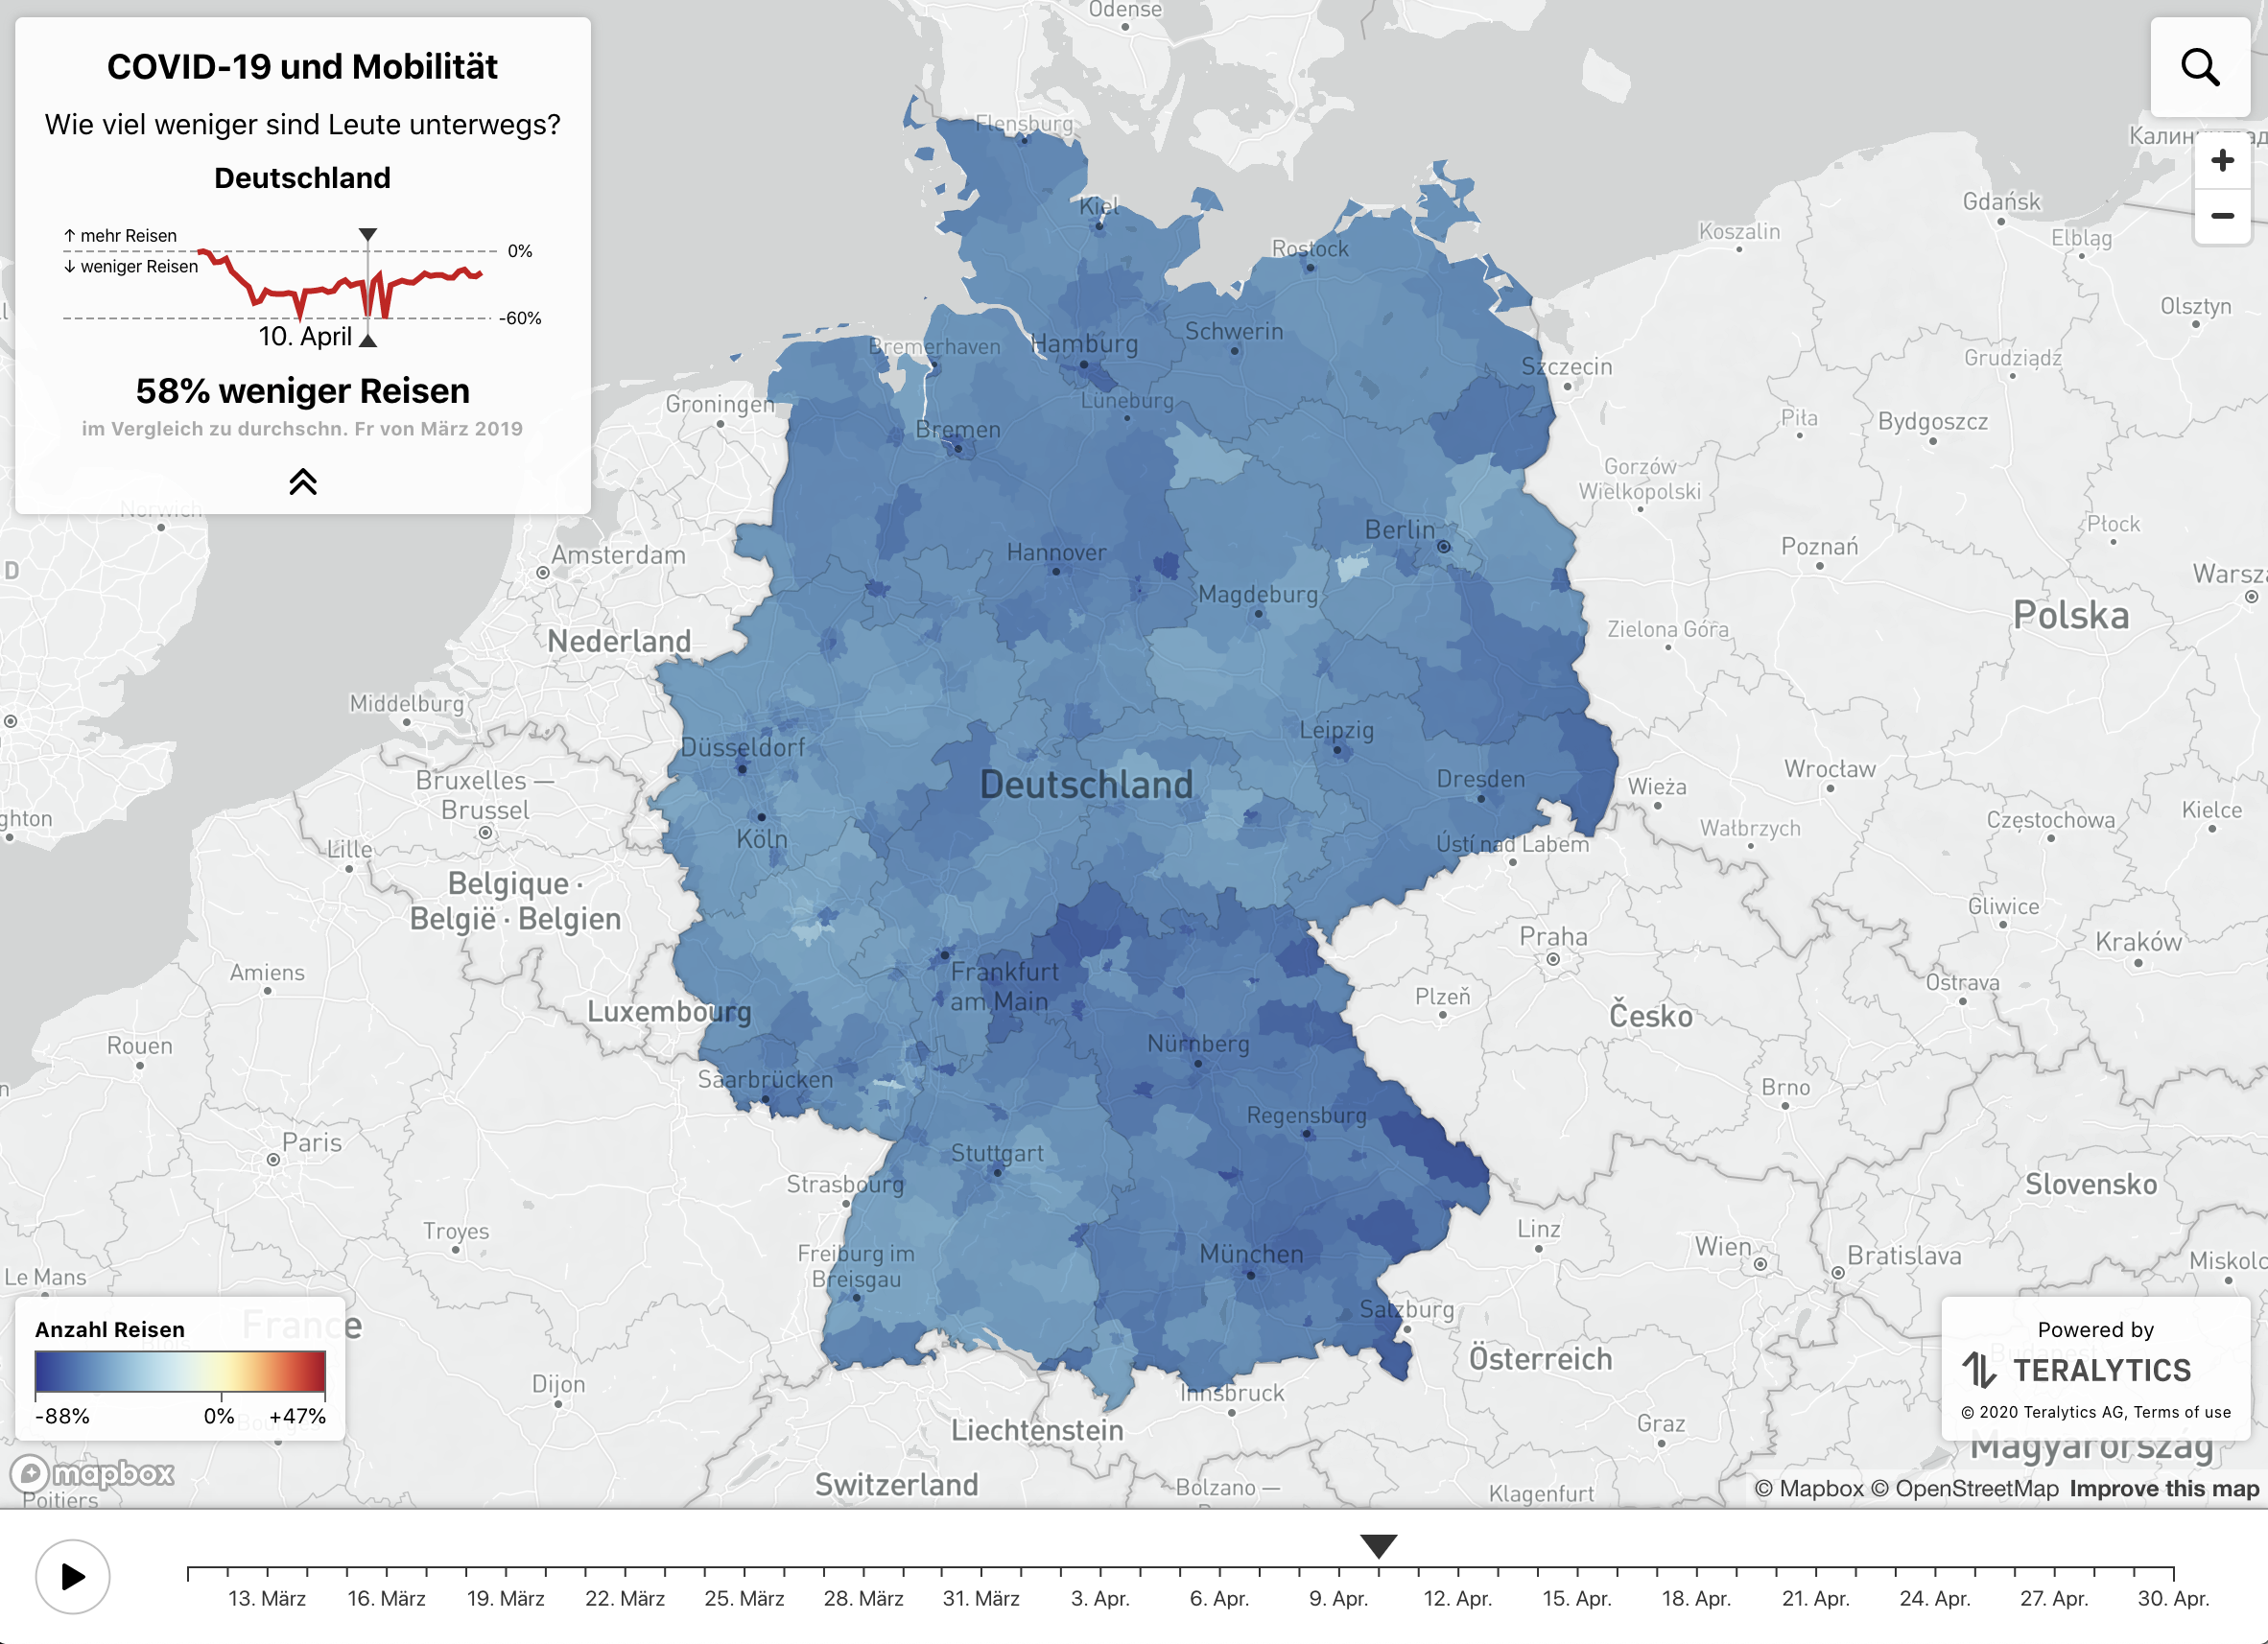 COVID-19 und Mobilität
Wie viel weniger sind Leute unterwegs?
Deutschland
↑ mehr Reisen
0%
↓ weniger Reisen
-60%
10. April
58% weniger Reisen
im Vergleich zu durchschn. Fr von März 2019
Odense
Flensburg
Kiel
Rostock
Gdańsk
Koszalin
Elbląg
Olsztyn
Schwerin
Hamburg
Bremerhaven
Szczecin
Grudziądz
Groningen
Lüneburg
Bremen
Piła
Bydgoszcz
Norwich
Gorzów
Wielkopolski
Płock
Berlin
Amsterdam
Hannover
Poznań
Magdeburg
Polska
Nederland
Zielona Góra
Middelburg
Düsseldorf
Leipzig
Bruxelles —
Brussel
Deutschland
Dresden
Wieża
Wrocław
Köln
Lille
Ústí nad Labem
Wałbrzych
Częstochowa
Kielce
Belgique ·
België · Belgien
Gliwice
Praha
Kraków
Amiens
Frankfurt
am Main
Plzeň
Ostrava
Luxembourg
Česko
Rouen
Nürnberg
Saarbrücken
Brno
Regensburg
Paris
Stuttgart
Strasbourg
Slovensko
Troyes
Linz
Freiburg im
Breisgau
München
Wien
Bratislava
Le Mans
Salzburg
France
Österreich
Dijon
Innsbruck
Liechtenstein
Graz
Magyarország
Switzerland
Bolzano —
Klagenfurt
Poitiers
Anzahl Reisen
-88%
0%
+47%
mapbox
Powered by
TERALYTICS
© 2020 Teralytics AG, Terms of use
© Mapbox © OpenStreetMap Improve this map
13. März
16. März
19. März
22. März
25. März
28. März
31. März
3. Apr.
6. Apr.
9. Apr.
12. Apr.
15. Apr.
18. Apr.
21. Apr.
24. Apr.
27. Apr.
30. Apr.